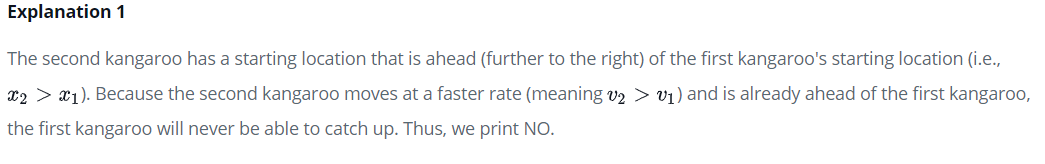 Explanation 1
The second kangaroo has a starting location that is ahead (further to the right) of the first kangaroo's starting location (i.e.,
x₂ > x₁). Because the second kangaroo moves at a faster rate (meaning v₂ > v₁) and is already ahead of the first kangaroo,
the first kangaroo will never be able to catch up. Thus, we print NO.